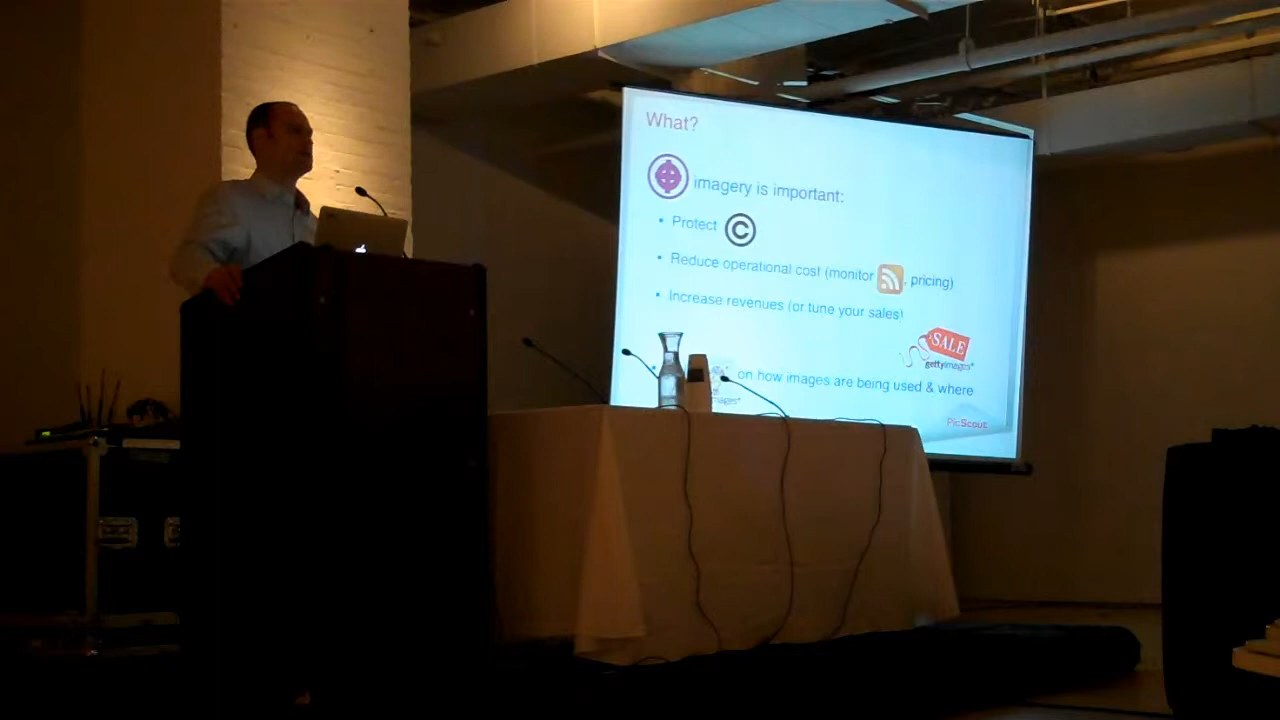 What?
imagery is important:
• Protect ©
• Reduce operational cost (monitor , pricing)
• Increase revenues (or tune your sales)
SALE
gettyimages
• on how images are being used & where
mages
PicScout